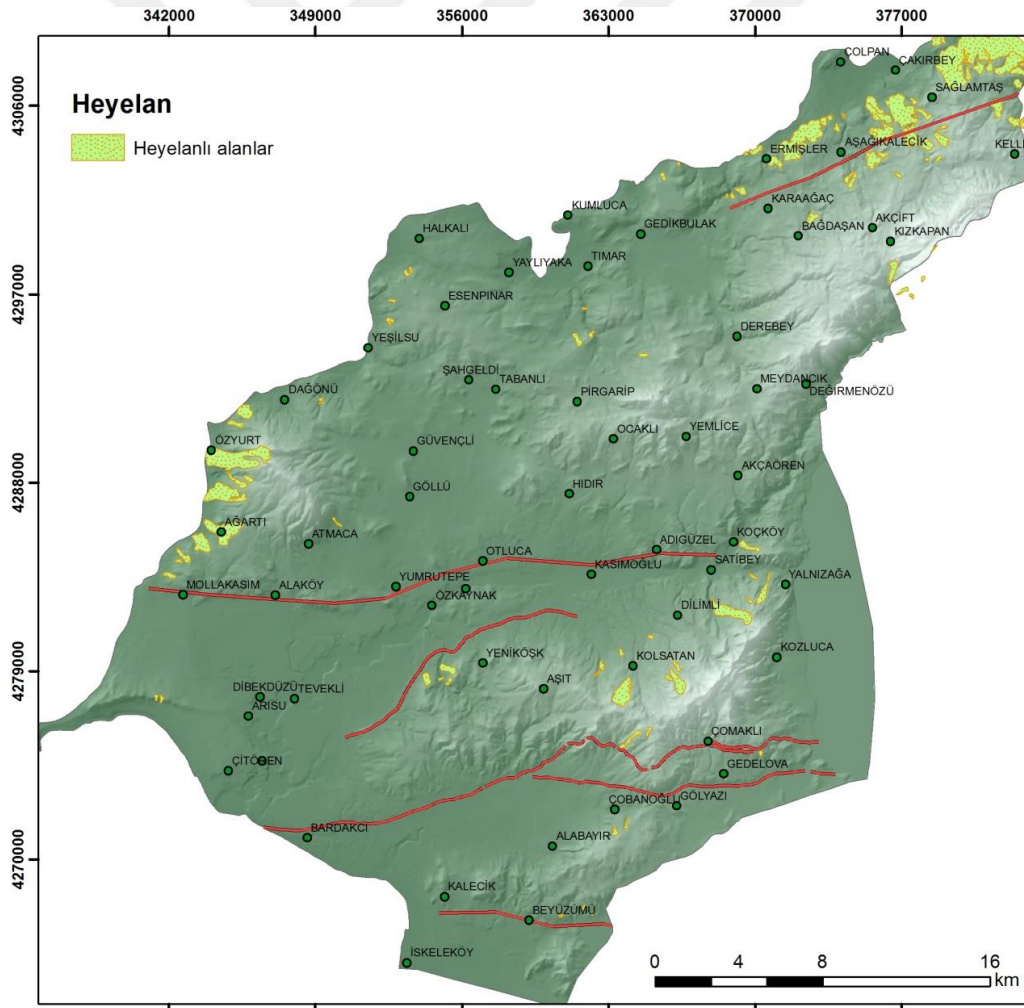 342000
349000
356000
363000
370000
377000
4306000
4297000
4288000
4279000
4270000
Heyelan
Heyelanlı alanlar
ÇOLPAN
ÇAKIRBEY
SAĞLAMTAŞ
ERMİŞLER
AŞAĞIKALECİK
KELL
KARAAĞAÇ
KUMLUCA
GEDİKBULAK
BAĞDAŞAN
AKÇİFT
KIZKAPAN
HALKALI
YAYLIYAKA
TIMAR
ESENPINAR
DEREBEY
YEŞİLSU
ŞAHGELDİ
TABANLI
MEYDANCIK
DEĞİRMENÖZÜ
DAĞÖNÜ
PİRGARİP
ÖZYURT
GÜVENÇLİ
OCAKLI
YEMLİCE
AKÇAÖREN
GÖLLÜ
HIDIR
AĞARTI
ATMACA
OTLUCA
ADIGÜZEL
KOÇKÖY
KASIMOĞLU
SATIBEY
MOLLAKASIM
ALAKÖY
YUMRUTEPE
ÖZKAYNAK
YALNIZAĞA
DİLİMLİ
YENİKÖŞK
KOLSATAN
KOZLUCA
AŞIT
DİBEKDÜZÜ
TEVEKLİ
ARISU
ÇOMAKLI
ÇİTÖREN
GEDELOVA
ÇOBANOĞLU
GÖLYAZI
BARDAKCI
ALABAYIR
KALECİK
BEYÜZÜMÜ
İSKELEKÖY
0 4 8 16
km